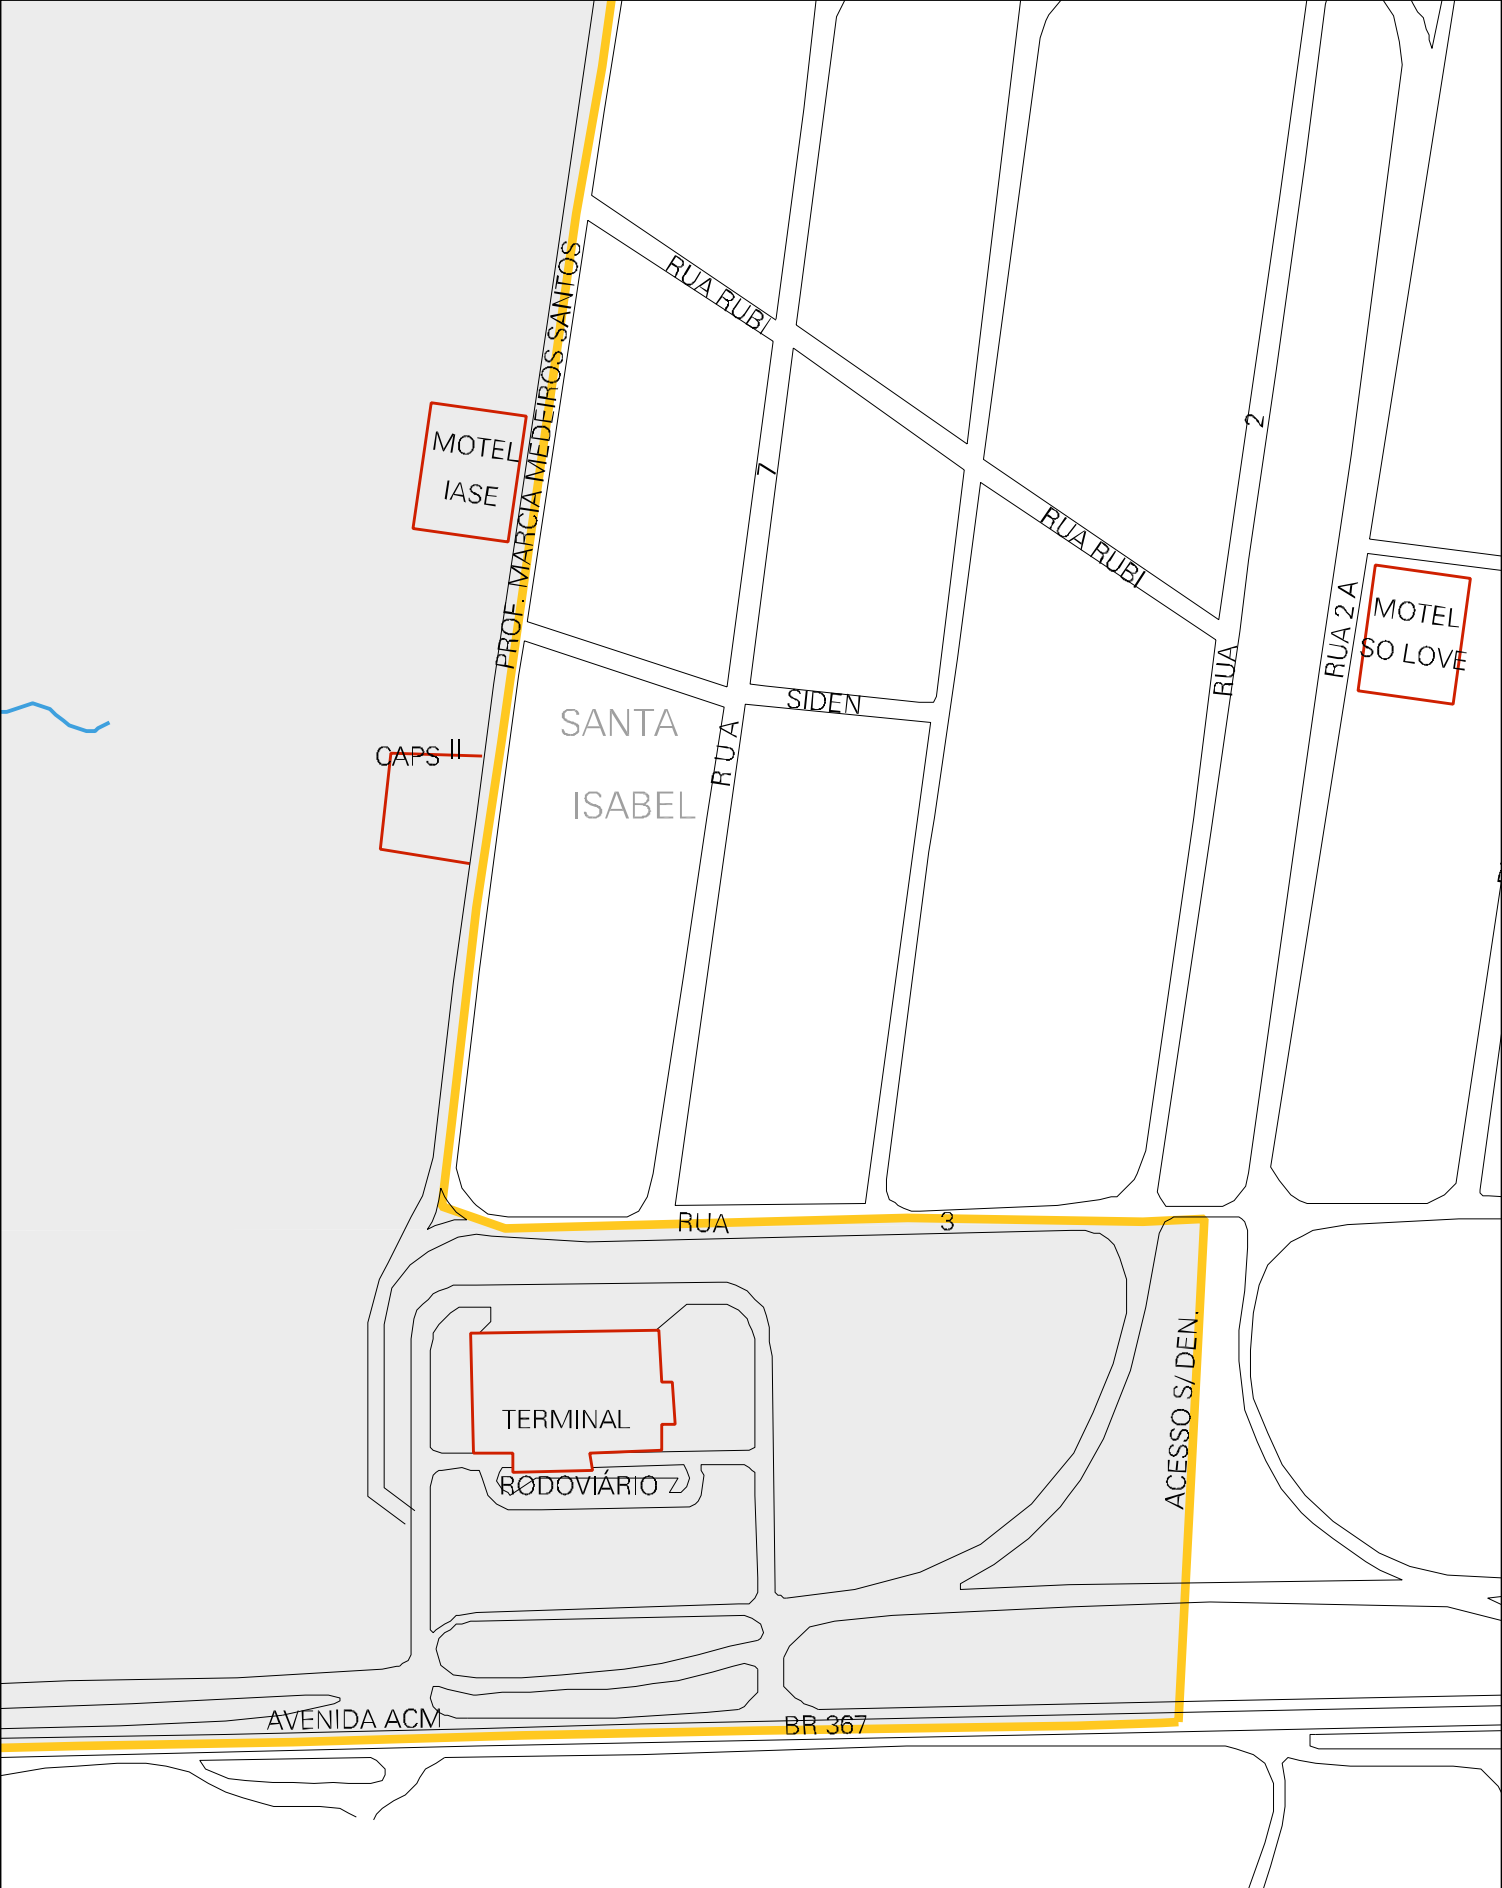 PROF. MARCIA MEDEIROS SANTOS
RUA RUBI
7
2
MOTEL
IASE
RUA RUBI
RUA 2 A
MOTEL
SO LOVE
RUA
SIDEN
SANTA
RUA
CAPS II
ISABEL
RUA
3
ACESSO S/ DEN.
TERMINAL
RODOVIÁRIO
AVENIDA ACM
BR 367